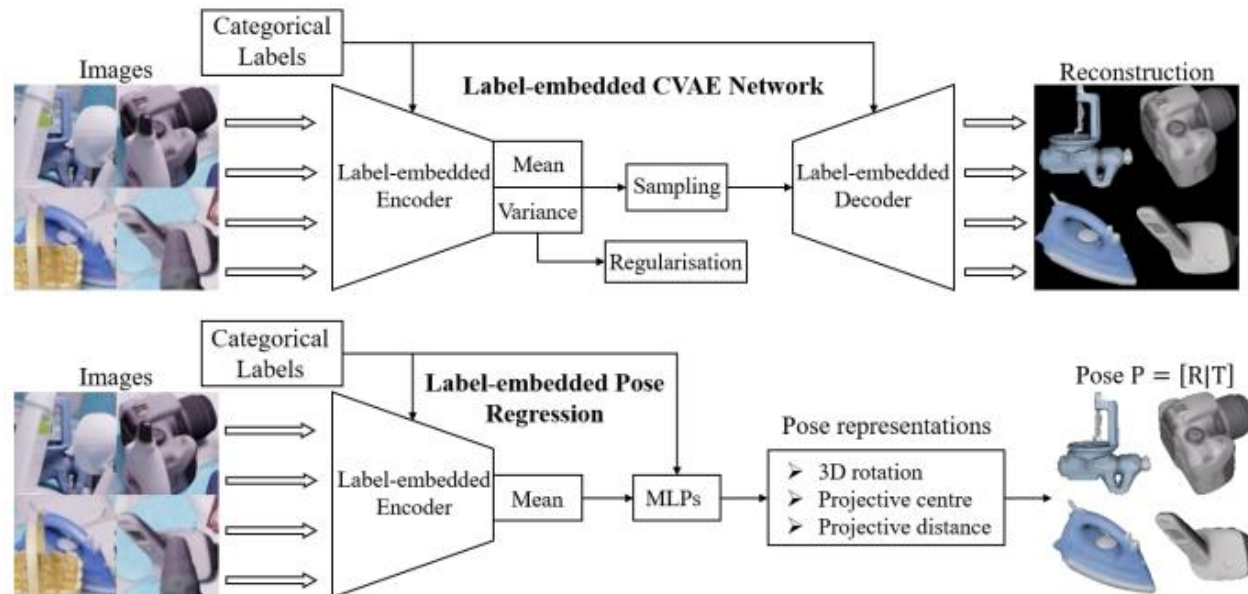 Categorical
Labels
Images
Label-embedded CVAE Network
Reconstruction
Label-embedded
Encoder
Mean
Variance
Sampling
Regularisation
Label-embedded
Decoder
Categorical
Labels
Images
Label-embedded Pose
Regression
Label-embedded
Encoder
Mean
MLPs
Pose representations
➢ 3D rotation
➢ Projective centre
➢ Projective distance
Pose P = [R|T]